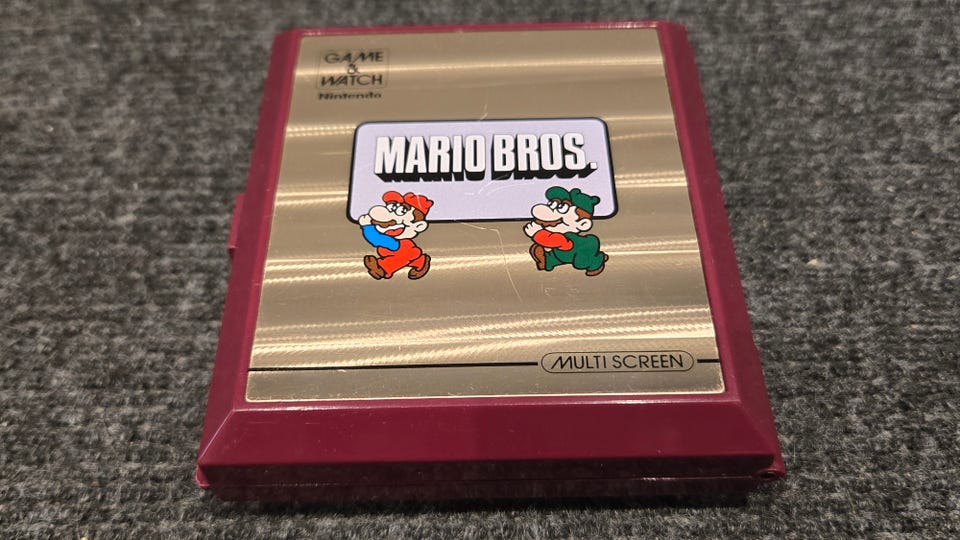 GAME
&
WATCH
Nintendo
MARIO BROS.
MULTI SCREEN